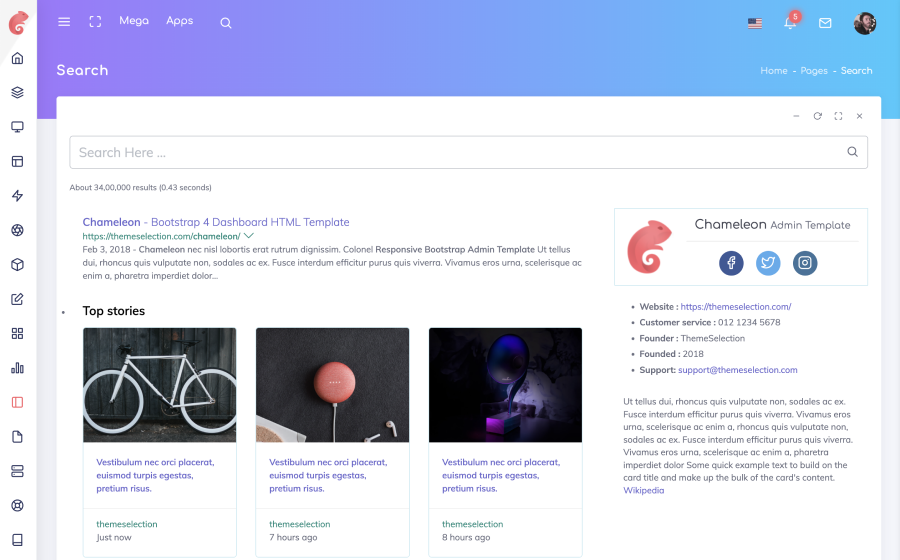 Mega Apps
5
Search
Home - Pages - Search
Search Here ...
About 34,00,000 results (0.43 seconds)
Chameleon - Bootstrap 4 Dashboard HTML Template
https://themeselection.com/chameleon/
Feb 3, 2018 - Chameleon nec nisl lobortis erat rutrum dignissim. Colonel Responsive Bootstrap Admin Template Ut tellus
dui, rhoncus quis vulputate non, sodales ac ex. Fusce interdum efficitur purus quis viverra. Vivamus eros urna, scelerisque ac
enim a, pharetra imperdiet dolor...
Top stories
Vestibulum nec orci placerat,
euismod turpis egestas,
pretium risus.
themeselection
Just now
Vestibulum nec orci placerat,
euismod turpis egestas,
pretium risus.
themeselection
7 hours ago
Vestibulum nec orci placerat,
euismod turpis egestas,
pretium risus.
themeselection
8 hours ago
Chameleon Admin Template
Website : https://themeselection.com/
Customer service : 012 1234 5678
Founder : ThemeSelection
Founded : 2018
Support: support@themeselection.com
Ut tellus dui, rhoncus quis vulputate non, sodales ac ex.
Fusce interdum efficitur purus quis viverra. Vivamus eros
urna, scelerisque ac enim a, rhoncus quis vulputate non,
sodales ac ex. Fusce interdum efficitur purus quis viverra.
Vivamus eros urna, scelerisque ac enim a, pharetra
imperdiet dolor Some quick example text to build on the
card title and make up the bulk of the card's content.
Wikipedia